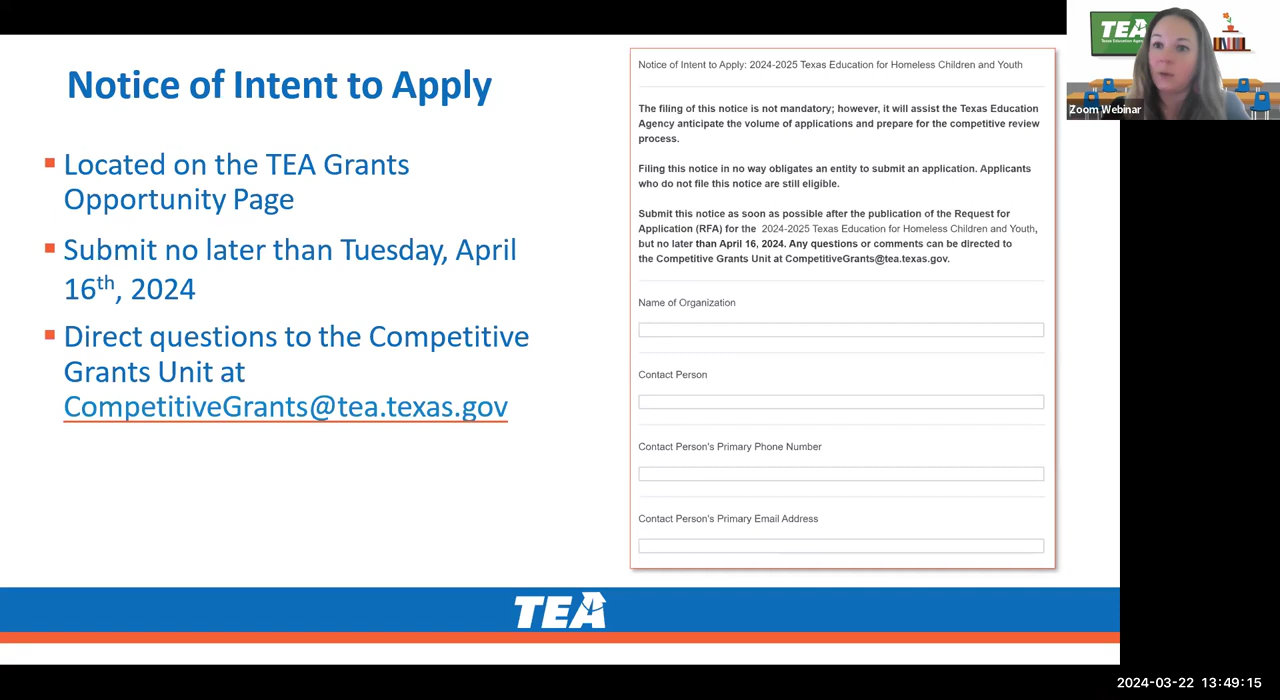 Notice of Intent to Apply
Located on the TEA Grants
Opportunity Page
Submit no later than Tuesday, April
16th, 2024
Direct questions to the Competitive
Grants Unit at
CompetitiveGrants@tea.texas.gov
Notice of Intent to Apply: 2024-2025 Texas Education for Homeless Children and Youth
The filing of this notice is not mandatory; however, it will assist the Texas Education
Agency anticipate the volume of applications and prepare for the competitive review
process.
Filing this notice in no way obligates an entity to submit an application. Applicants
who do not file this notice are still eligible.
Submit this notice as soon as possible after the publication of the Request for
Application (RFA) for the 2024-2025 Texas Education for Homeless Children and Youth,
but no later than April 16, 2024. Any questions or comments can be directed to
the Competitive Grants Unit at CompetitiveGrants@tea.texas.gov.
Name of Organization
Contact Person
Contact Person's Primary Phone Number
Contact Person's Primary Email Address
TEA
TEA
Texas Education
Zoom Webinar
2024-03-22 13:49:15